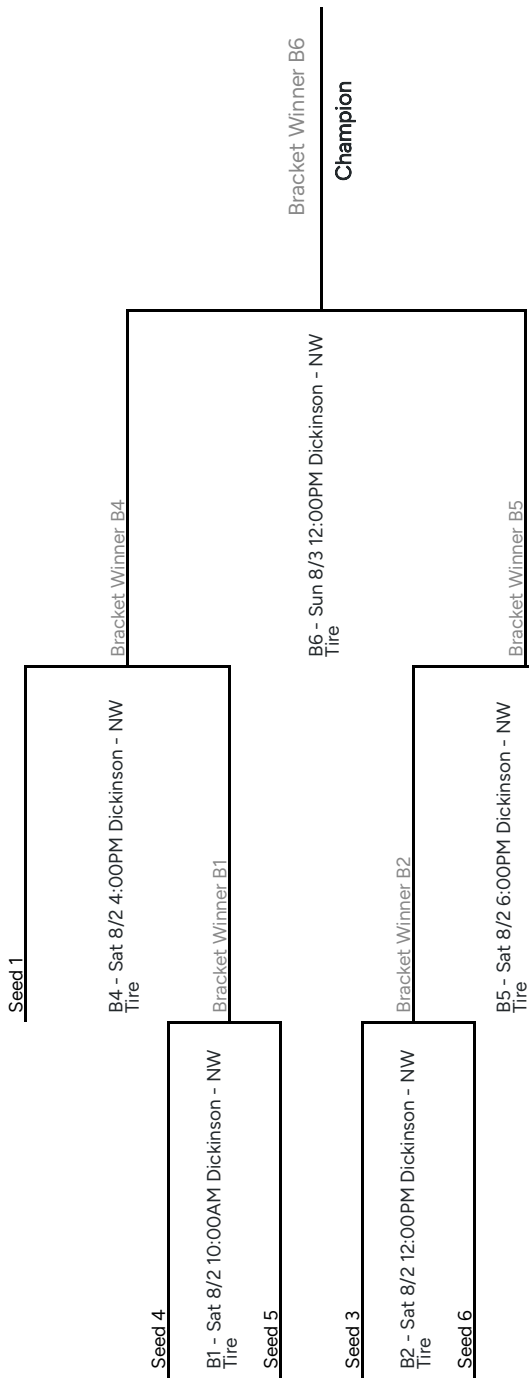 Seed 1
B4 - Sat 8/2 4:00PM Dickinson - NW
Tire
Bracket Winner B4
Seed 4
B1 - Sat 8/2 10:00AM Dickinson - NW
Tire
Seed 5
Bracket Winner B1
Bracket Winner B6
Champion
B6 - Sun 8/3 12:00PM Dickinson - NW
Tire
Seed 3
B2 - Sat 8/2 12:00PM Dickinson - NW
Tire
Seed 6
Bracket Winner B2
B5 - Sat 8/2 6:00PM Dickinson - NW
Tire
Bracket Winner B5